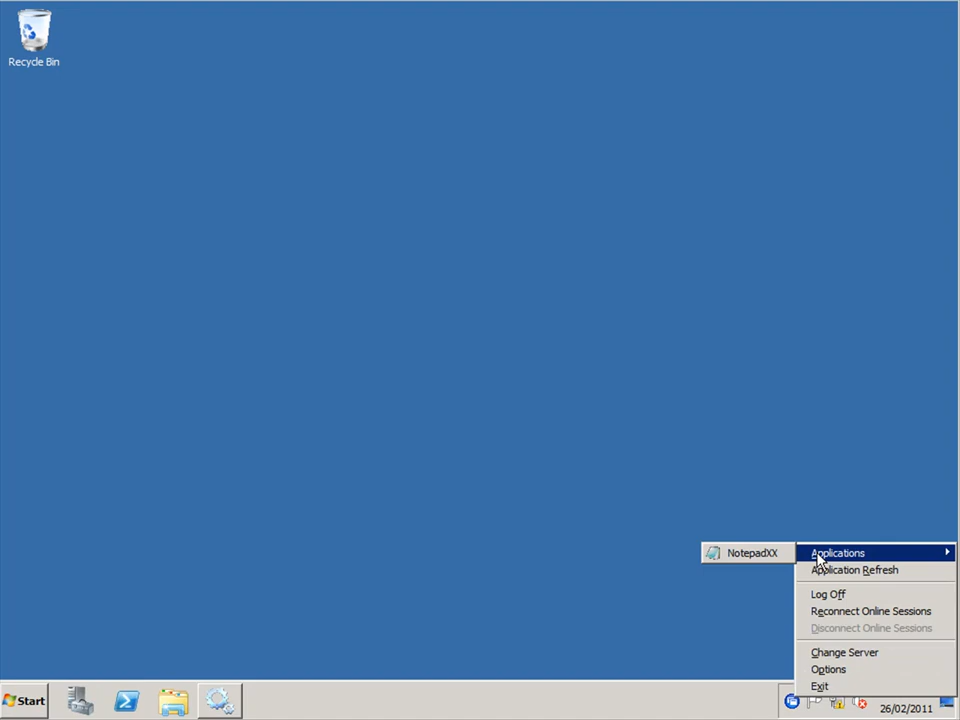 Recycle Bin
NotepadXX
Applications
Application Refresh
Log Off
Reconnect Online Sessions
Disconnect Online Sessions
Change Server
Options
Exit
Start
26/02/2011